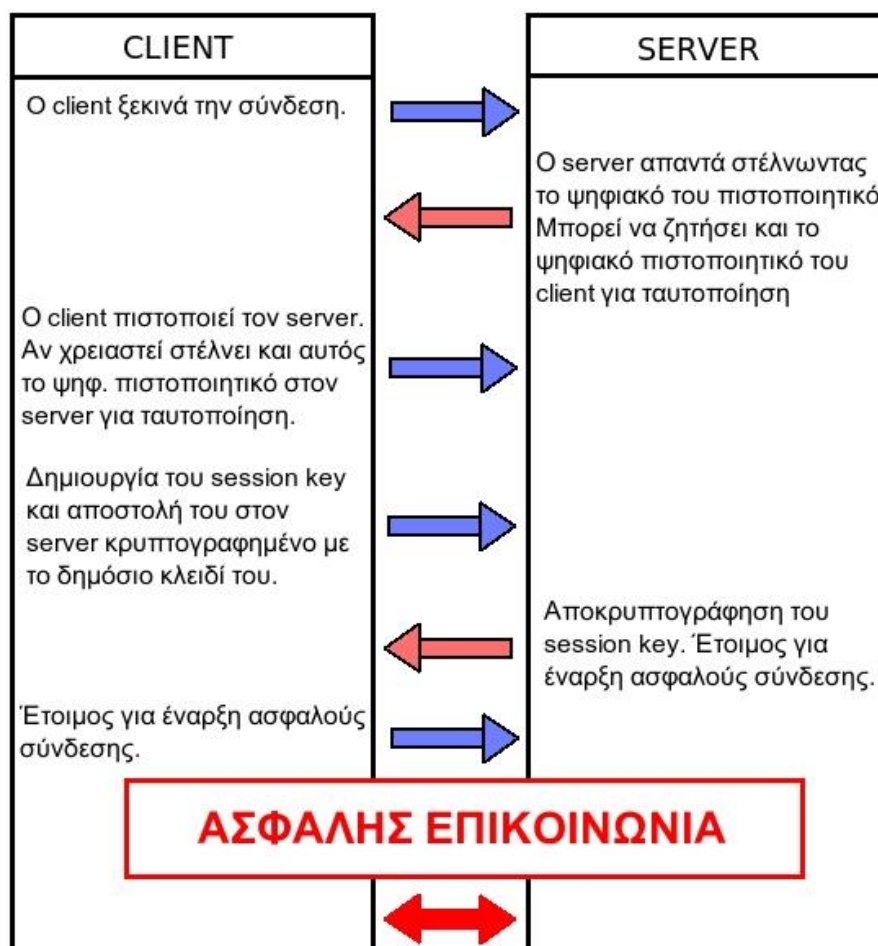 CLIENT
SERVER
Ο client ξεκινά την σύνδεση.
Ο server απαντά στέλνωντας
το ψηφιακό του πιστοποιητικό
Μπορεί να ζητήσει και το
ψηφιακό πιστοποιητικό του
client για ταυτοποίηση
Ο client πιστοποιεί τον server.
Αν χρειαστεί στέλνει και αυτός
το ψηφ. πιστοποιητικό στον
server για ταυτοποίηση.
Δημιουργία του session key
και αποστολή του στον
server κρυπτογραφημένο με
το δημόσιο κλειδί του.
Αποκρυπτογράφηση του
session key. Έτοιμος για
έναρξη ασφαλούς σύνδεσης.
Έτοιμος για έναρξη ασφαλούς
σύνδεσης.
ΑΣΦΑΛΗΣ ΕΠΙΚΟΙΝΩΝΙΑ